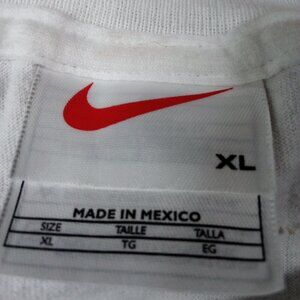 XL
MADE IN MEXICO
SIZE TAILLE TALLA
XL TG EG